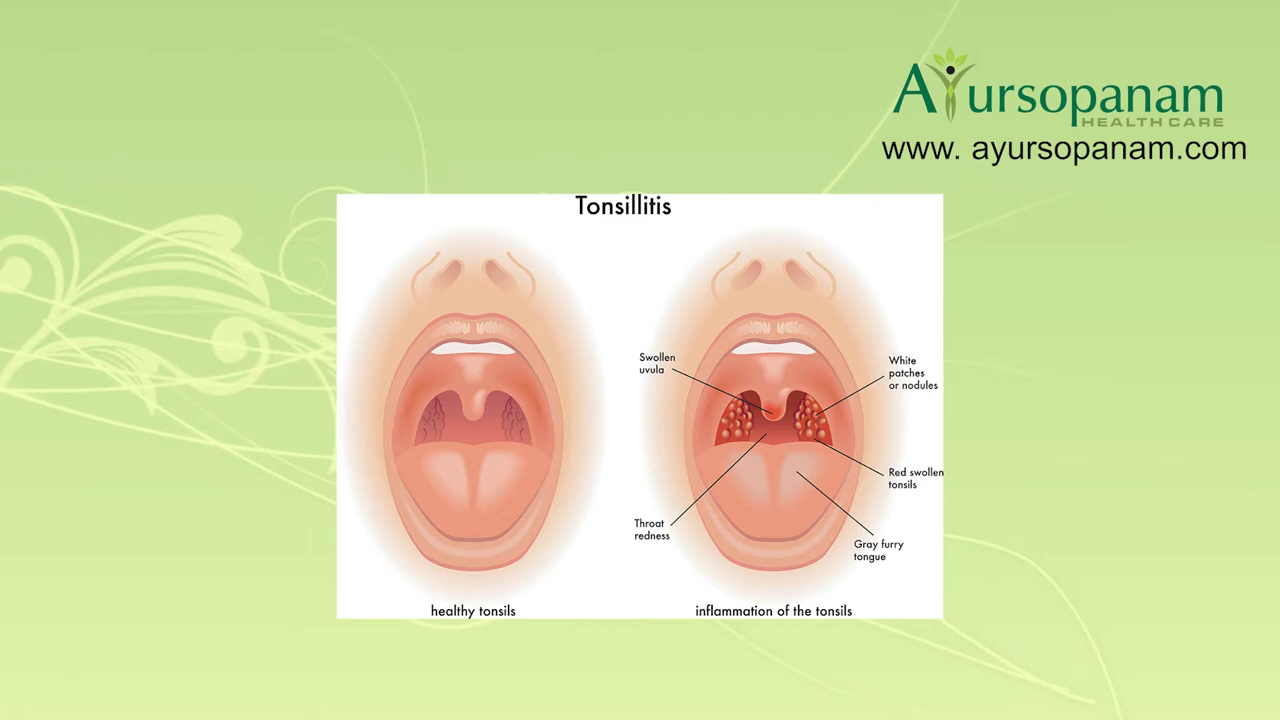 Ayursopanam
HEALTH CARE
www. ayursopanam.com
Tonsillitis
Swollen
uvula
White
patches
or nodules
Red swollen
tonsils
Throat
redness
Gray furry
tongue
healthy tonsils
inflammation of the tonsils